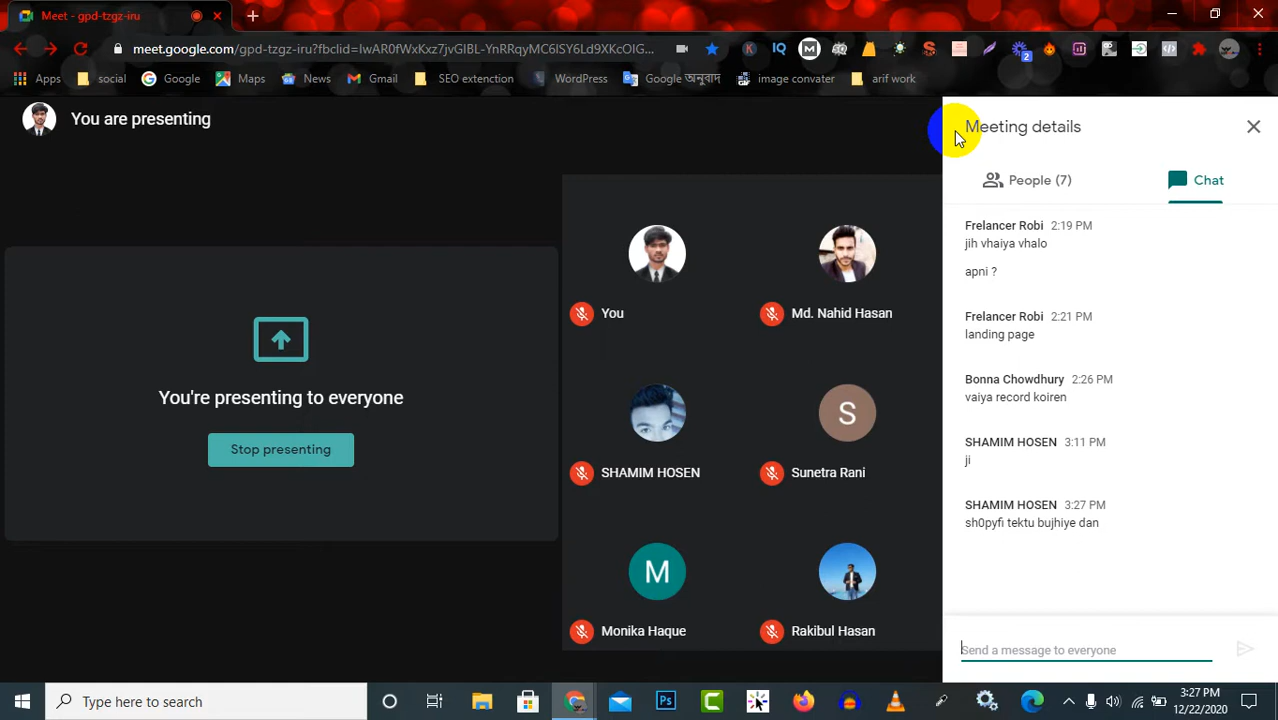 Meet - gpd-tzgz-iru
meet.google.com/gpd-tzgz-iru?fbclid=IwAR0fWxKxz7jvGIBL-YnRRqyMC6lSY6Ld9XKcOIG...
Apps social Google Maps News Gmail SEO extenction WordPress Google অনুবাদ image convater arif work
You are presenting
You're presenting to everyone
Stop presenting
You
Md. Nahid Hasan
SHAMIM HOSEN
S
Sunetra Rani
M
Monika Haque
Rakibul Hasan
Meeting details
People (7) Chat
Frelancer Robi 2:19 PM
jih vhaiya vhalo
apni ?
Frelancer Robi 2:21 PM
landing page
Bonna Chowdhury 2:26 PM
vaiya record koiren
SHAMIM HOSEN 3:11 PM
ji
SHAMIM HOSEN 3:27 PM
sh0pyfi tektu bujhiye dan
Send a message to everyone
Type here to search
3:27 PM
12/22/2020